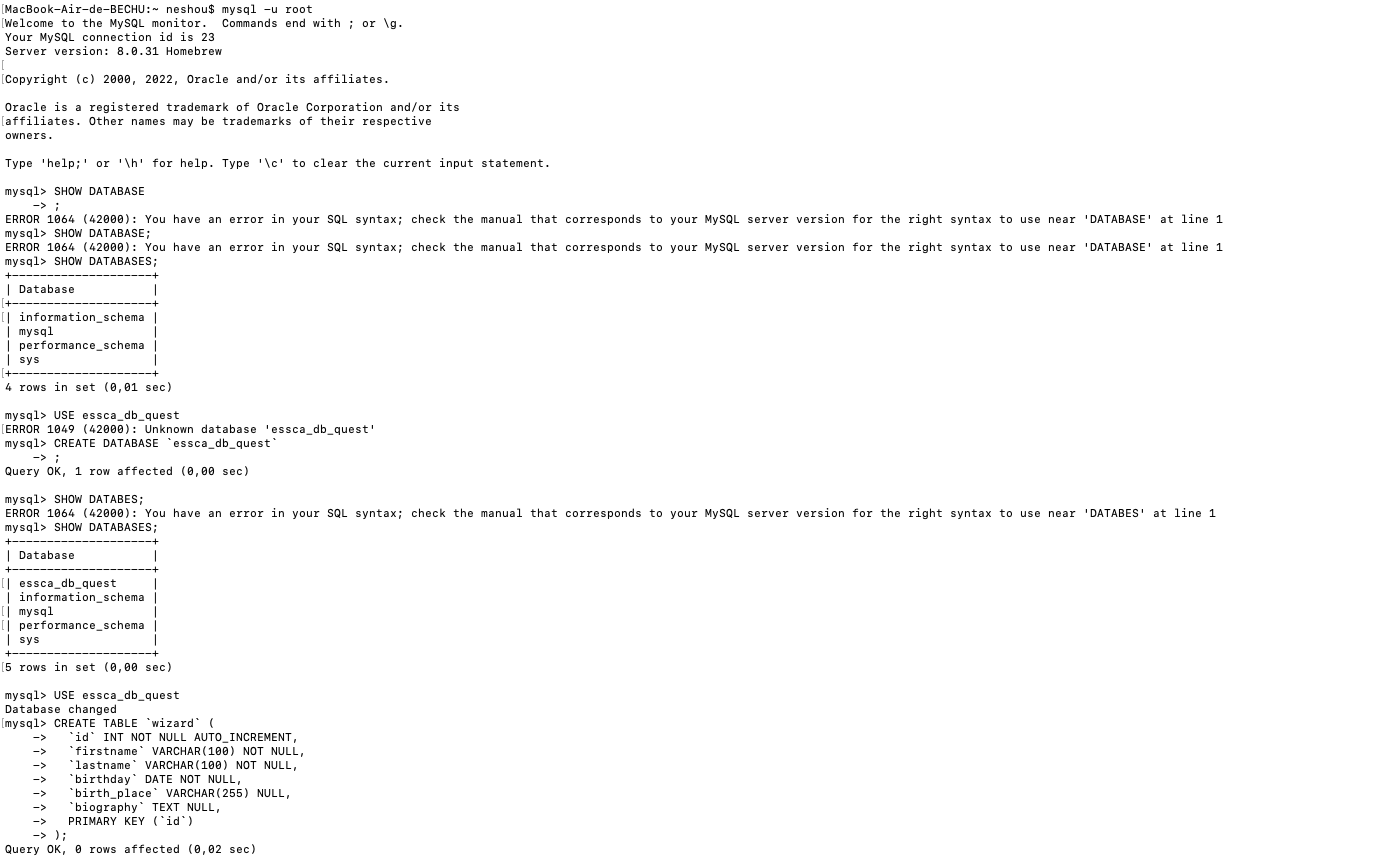 MacBook-Air-de-BECHU:~ neshou$ mysql -u root
Welcome to the MySQL monitor.  Commands end with ; or \g.
Your MySQL connection id is 23
Server version: 8.0.31 Homebrew
Copyright (c) 2000, 2022, Oracle and/or its affiliates.
Oracle is a registered trademark of Oracle Corporation and/or its
affiliates. Other names may be trademarks of their respective
owners.
Type 'help;' or '\h' for help. Type '\c' to clear the current input statement.
mysql> SHOW DATABASE
    -> ;
ERROR 1064 (42000): You have an error in your SQL syntax; check the manual that corresponds to your MySQL server version for the right syntax to use near 'DATABASE' at line 1
mysql> SHOW DATABASE;
ERROR 1064 (42000): You have an error in your SQL syntax; check the manual that corresponds to your MySQL server version for the right syntax to use near 'DATABASE' at line 1
mysql> SHOW DATABASES;
+--------------------+
| Database           |
+--------------------+
| information_schema |
| mysql              |
| performance_schema |
| sys                |
+--------------------+
4 rows in set (0,01 sec)
mysql> USE essca_db_quest
ERROR 1049 (42000): Unknown database 'essca_db_quest'
mysql> CREATE DATABASE `essca_db_quest`
    -> ;
Query OK, 1 row affected (0,00 sec)
mysql> SHOW DATABES;
ERROR 1064 (42000): You have an error in your SQL syntax; check the manual that corresponds to your MySQL server version for the right syntax to use near 'DATABES' at line 1
mysql> SHOW DATABASES;
+--------------------+
| Database           |
+--------------------+
| essca_db_quest     |
| information_schema |
| mysql              |
| performance_schema |
| sys                |
+--------------------+
5 rows in set (0,00 sec)
mysql> USE essca_db_quest
Database changed
mysql> CREATE TABLE `wizard` (
    ->   `id` INT NOT NULL AUTO_INCREMENT,
    ->   `firstname` VARCHAR(100) NOT NULL,
    ->   `lastname` VARCHAR(100) NOT NULL,
    ->   `birthday` DATE NOT NULL,
    ->   `birth_place` VARCHAR(255) NULL,
    ->   `biography` TEXT NULL,
    ->   PRIMARY KEY (`id`)
    -> );
Query OK, 0 rows affected (0,02 sec)